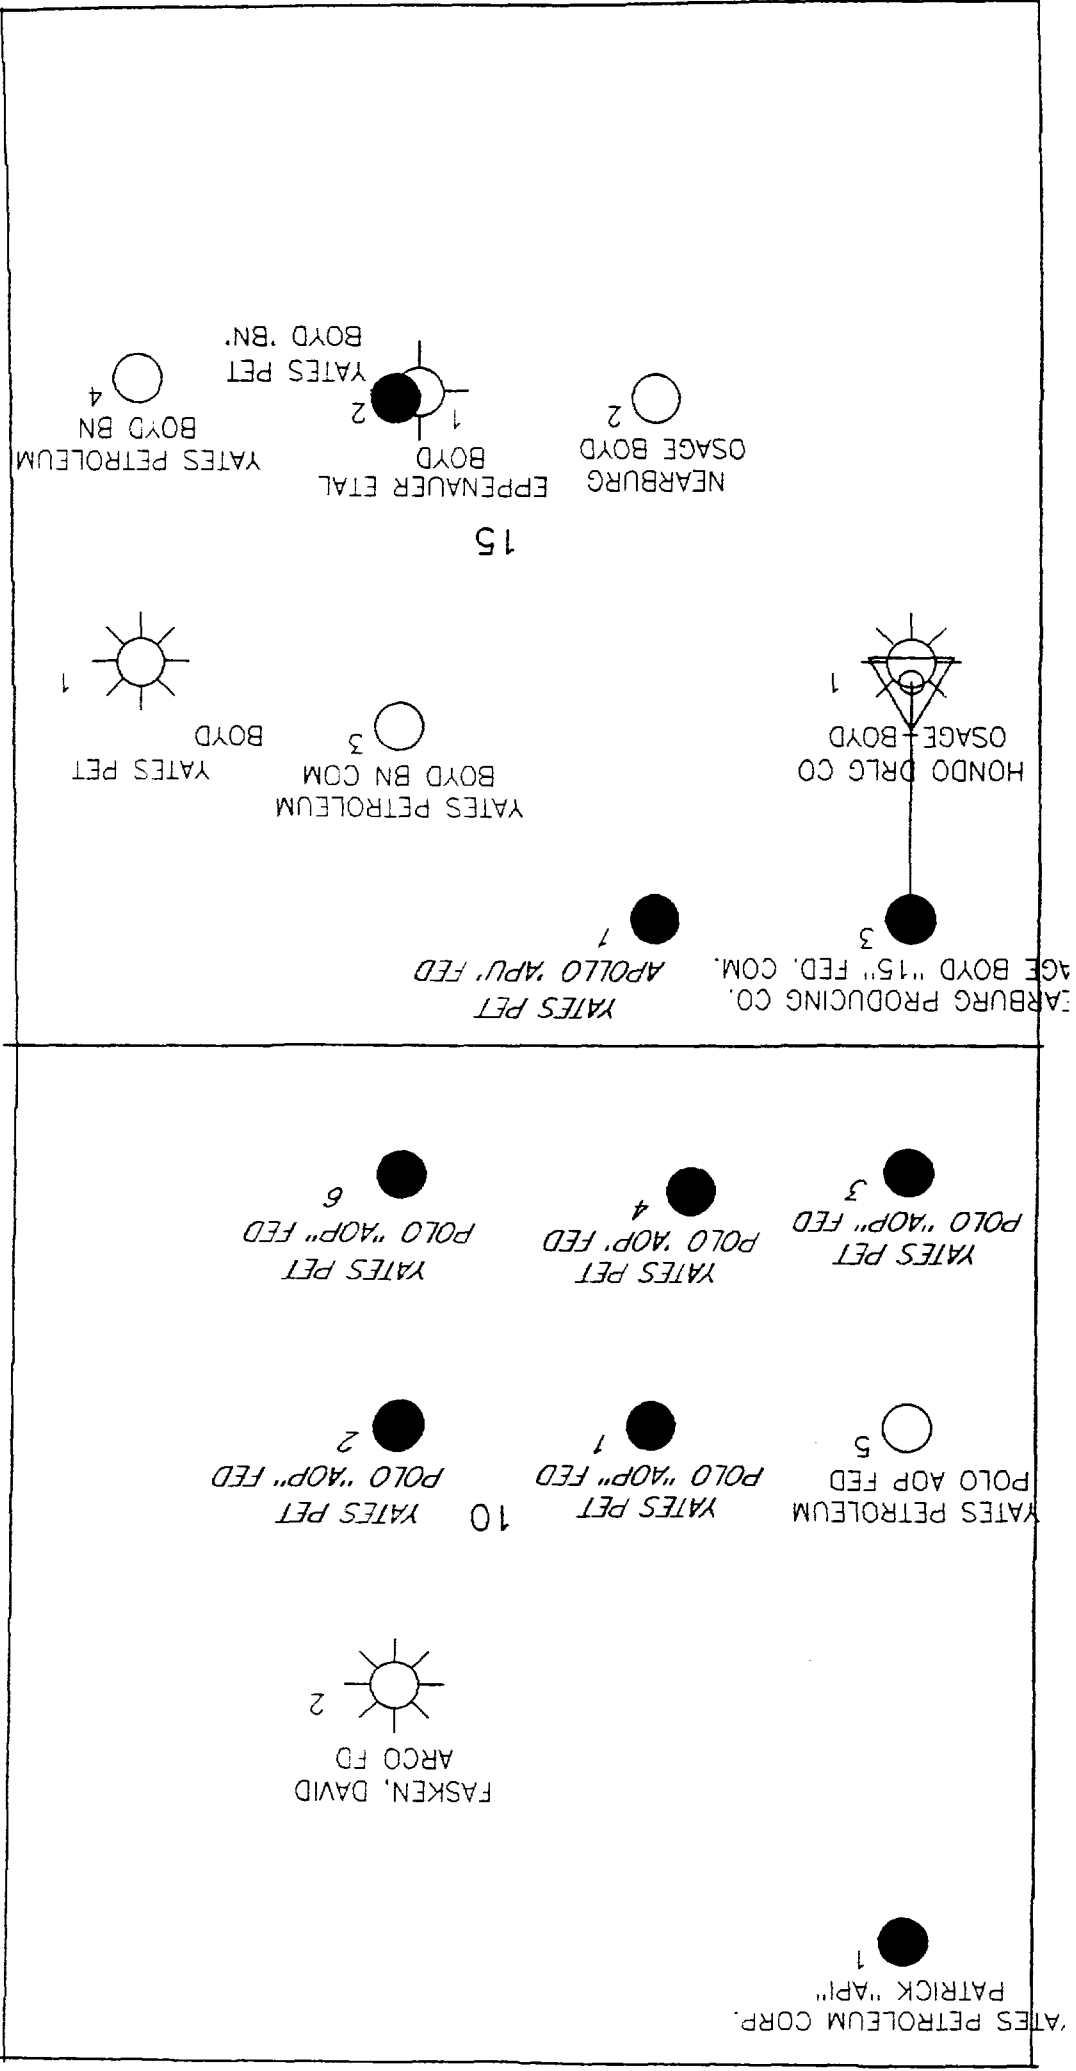 ATES PETROLEUM CORP.
PATRICK "API"
1
FASKEN, DAVID
ARCO FD
2
YATES PETROLEUM
POLO AOP FED
5
YATES PET
POLO "AOP" FED
1
10
YATES PET
POLO "AOP" FED
2
YATES PET
POLO "AOP" FED
3
YATES PET
POLO 'AOP' FED
4
YATES PET
POLO "AOP" FED
6
EARBURG PRODUCING CO.
AGE BOYD "15" FED. COM.
3
YATES PET
APOLLO 'APU' FED
1
HONDO DRLG CO
OSAGE-BOYD
1
YATES PETROLEUM
BOYD BN COM
3
YATES PET
BOYD
1
15
NEARBURG
OSAGE BOYD
2
EPPENAUER ETAL
BOYD
1
2
YATES PET
BOYD 'BN'
YATES PETROLEUM
BOYD BN
4